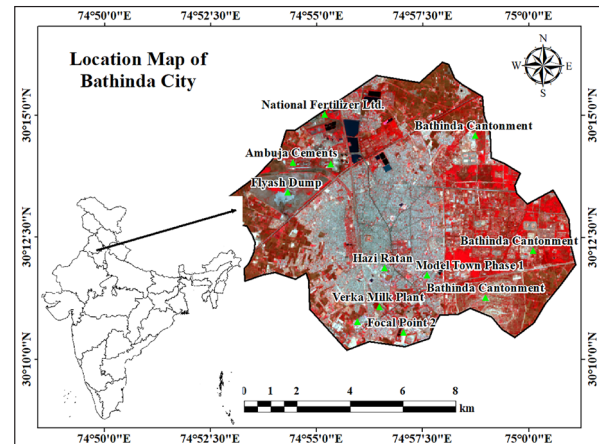 74°50'0"E 74°52'30"E 74°55'0"E 74°57'30"E 75°0'0"E
Location Map of
Bathinda City
N
W E
S
30°15'0"N 30°15'0"N
National Fertilizer Ltd.
Bathinda Cantonment
Ambuja Cements
Flyash Dump
30°12'30"N 30°12'30"N
Bathinda Cantonment
Hazi Ratan
Model Town Phase 1
Bathinda Cantonment
Verka Milk Plant
Focal Point 2
30°10'0"N 30°10'0"N
0 2 4 6 8
km
74°50'0"E 74°52'30"E 74°55'0"E 74°57'30"E 75°0'0"E